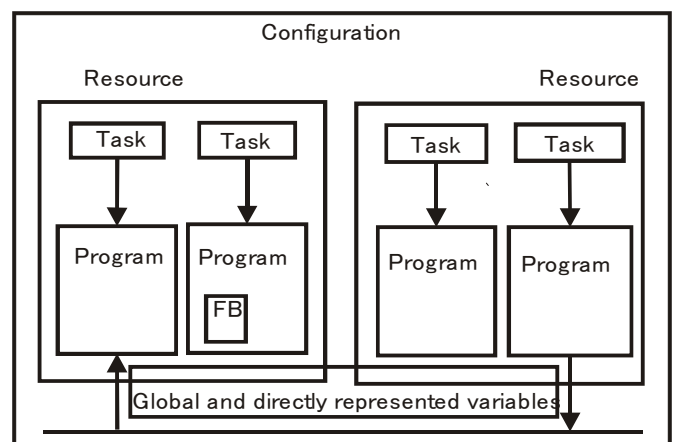 Configuration
Resource
Resource
Task
Task
Task
Task
Program
Program
Program
Program
FB
Global and directly represented variables